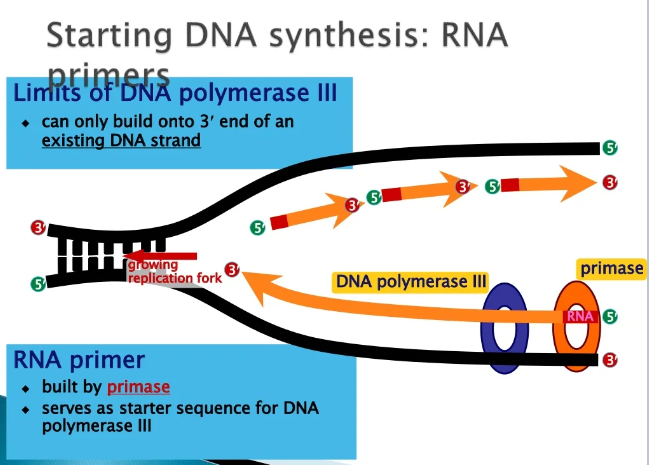 Starting DNA synthesis: RNA
primers
Limits of DNA polymerase III
can only build onto 3′ end of an
existing DNA strand
5′
3′
5′
3′
5′
3′
5′
3′
growing
replication fork
3′
5′
DNA polymerase III
primase
RNA
5′
3′
RNA primer
built by primase
serves as starter sequence for DNA
polymerase III